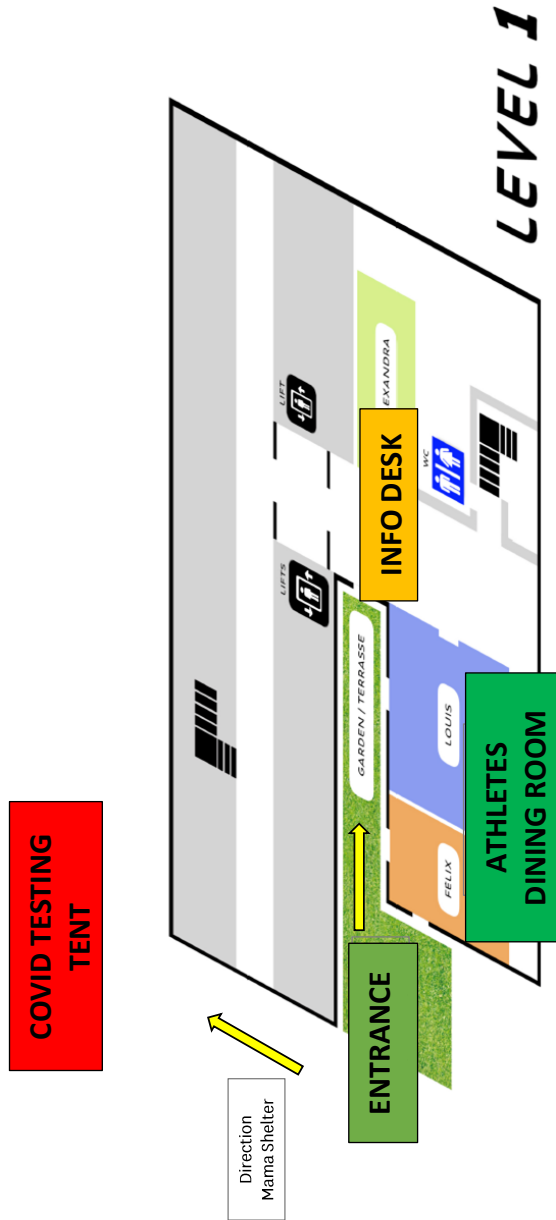 COVID TESTING
TENT
Direction
Mama Shelter
ENTRANCE
LIFTS
LIFT
GARDEN / TERRASSE
INFO DESK
EXANDRA
WC
FELIX
LOUIS
ATHLETES
DINING ROOM
LEVEL 1